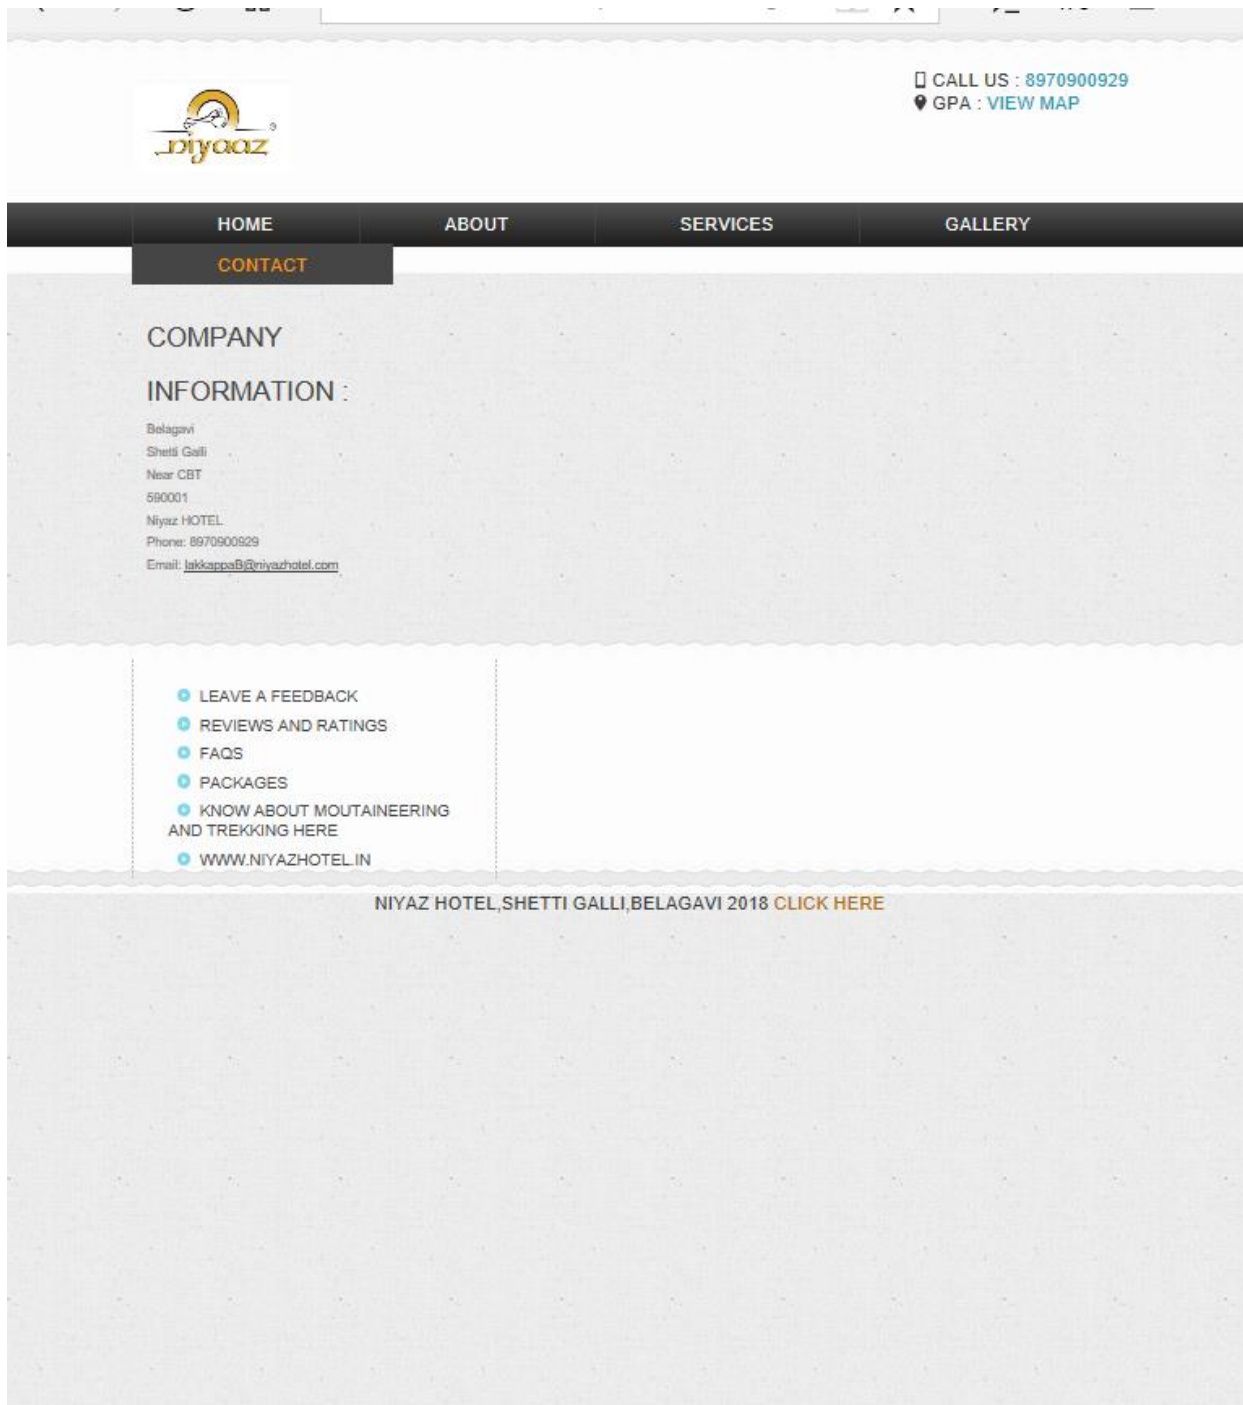 niyaaz
CALL US : 8970900929
GPA : VIEW MAP
HOME ABOUT SERVICES GALLERY
CONTACT
COMPANY
INFORMATION :
Belagavi
Shetti Galli
Near CBT
590001
Niyaz HOTEL
Phone: 8970900929
Email: lakkappaB@niyazhotel.com
LEAVE A FEEDBACK
REVIEWS AND RATINGS
FAQS
PACKAGES
KNOW ABOUT MOUTAINEERING
AND TREKKING HERE
WWW.NIYAZHOTEL.IN
NIYAZ HOTEL,SHETTI GALLI,BELAGAVI 2018 CLICK HERE